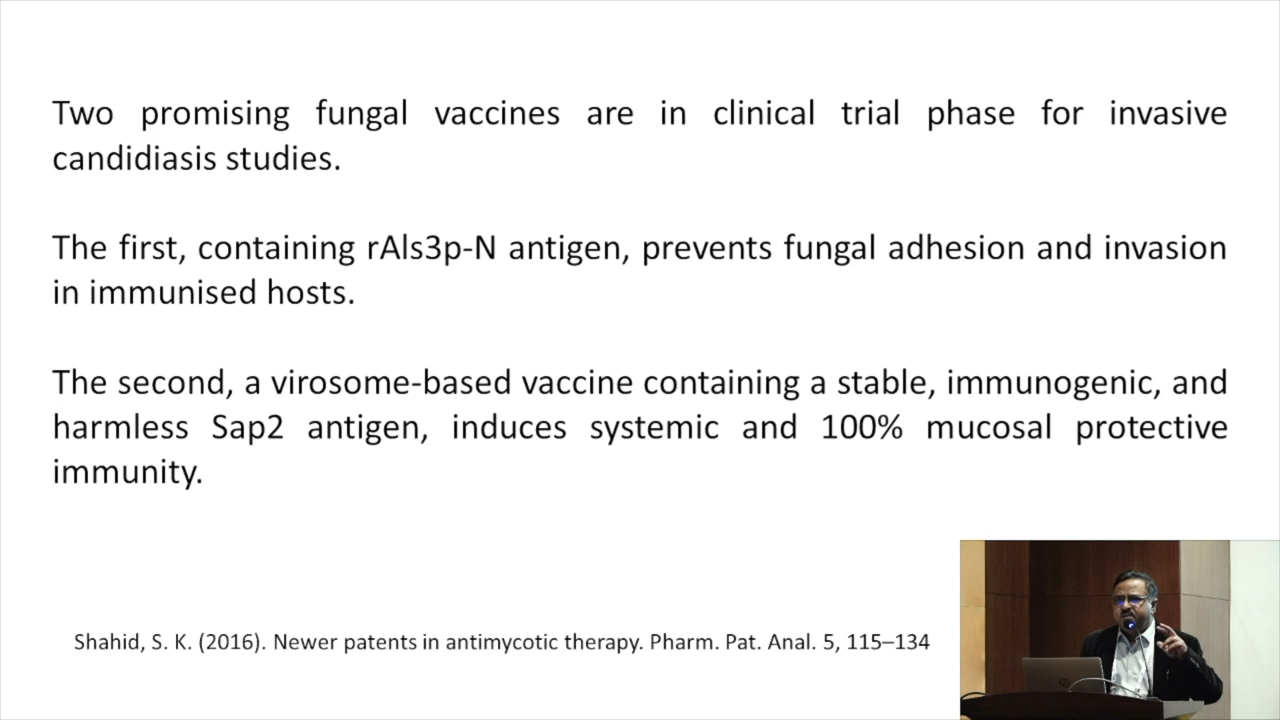 Two promising fungal vaccines are in clinical trial phase for invasive
candidiasis studies.
The first, containing rAls3p-N antigen, prevents fungal adhesion and invasion
in immunised hosts.
The second, a virosome-based vaccine containing a stable, immunogenic, and
harmless Sap2 antigen, induces systemic and 100% mucosal protective
immunity.
Shahid, S. K. (2016). Newer patents in antimycotic therapy. Pharm. Pat. Anal. 5, 115–134